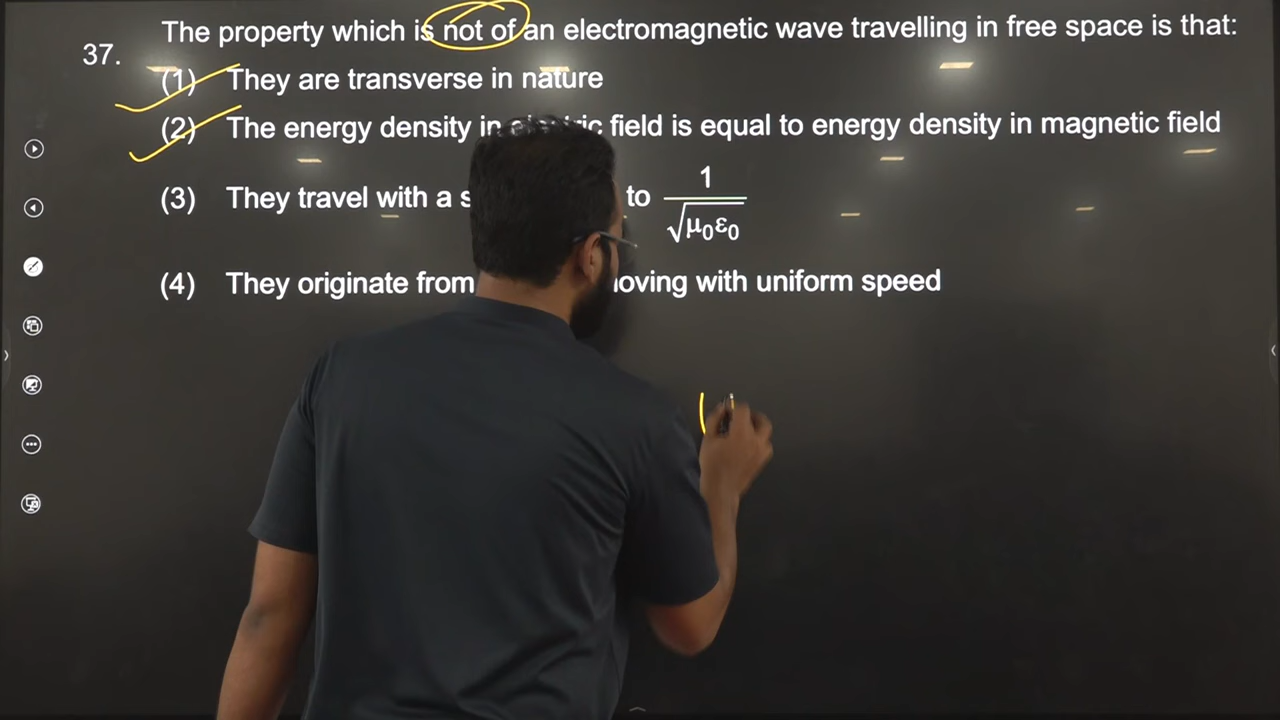 The property which is not of an electromagnetic wave travelling in free space is that:
37.
(1) They are transverse in nature
(2) The energy density in field is equal to energy density in magnetic field
(3) They travel with a to 1/√μ₀ε₀
(4) They originate from with uniform speed